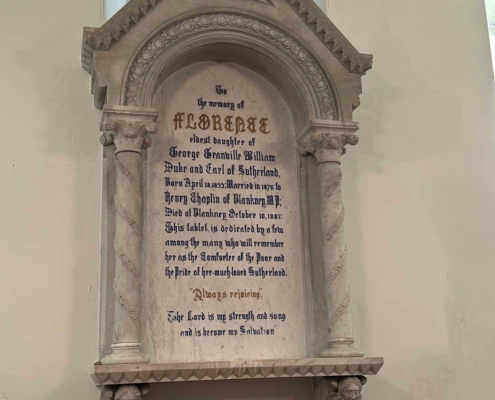 To
the memory of
FLORENCE
eldest daughter of
George Granville William
Duke and Earl of Sutherland,
Born April 18, 1855; Married in 1876 to
Henry Chaplin of Blankney, M.P;
Died at Blankney October 10, 1881:
This tablet is dedicated by a few
among the many who will remember
her as the Comforter of the Poor and
the Pride of her much-loved Sutherland.
"Always rejoicing."
The Lord is my strength and song
and is become my Salvation